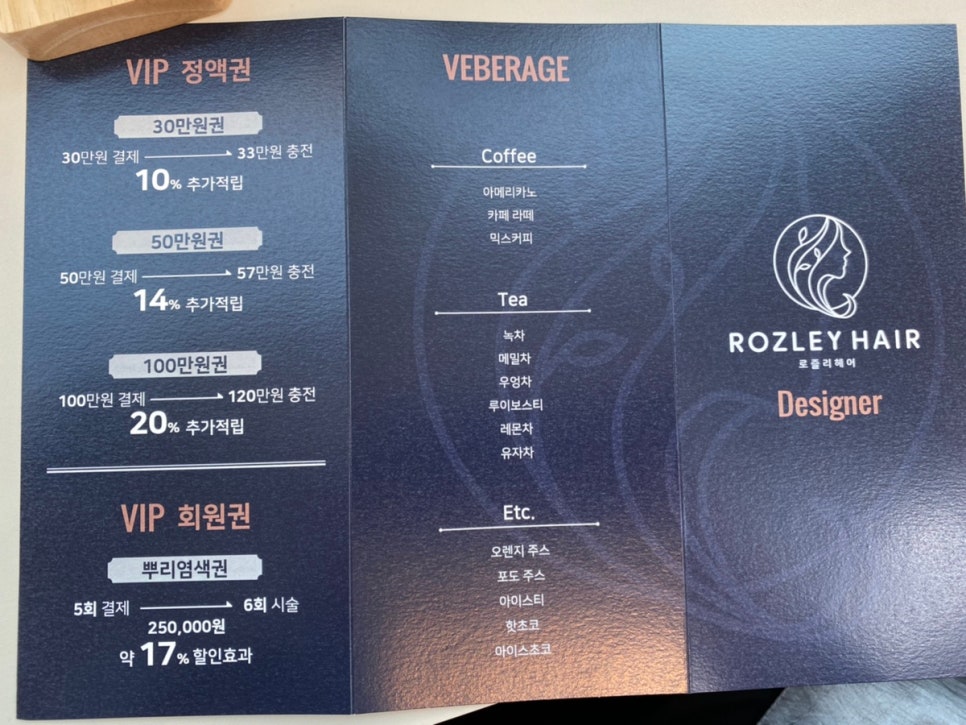 VIP 정액권
30만원권
30만원 결제 33만원 충전
10% 추가적립
50만원권
50만원 결제 57만원 충전
14% 추가적립
100만원권
100만원 결제 120만원 충전
20% 추가적립
VIP 회원권
뿌리염색권
5회 결제 6회 시술
250,000원
약 17% 할인효과
VEBERAGE
Coffee
아메리카노
카페 라떼
믹스커피
Tea
녹차
메밀차
우엉차
루이보스티
레몬차
유자차
Etc.
오렌지 주스
포도 주스
아이스티
핫초코
아이스초코
ROZLEY HAIR
로즐리헤어
Designer